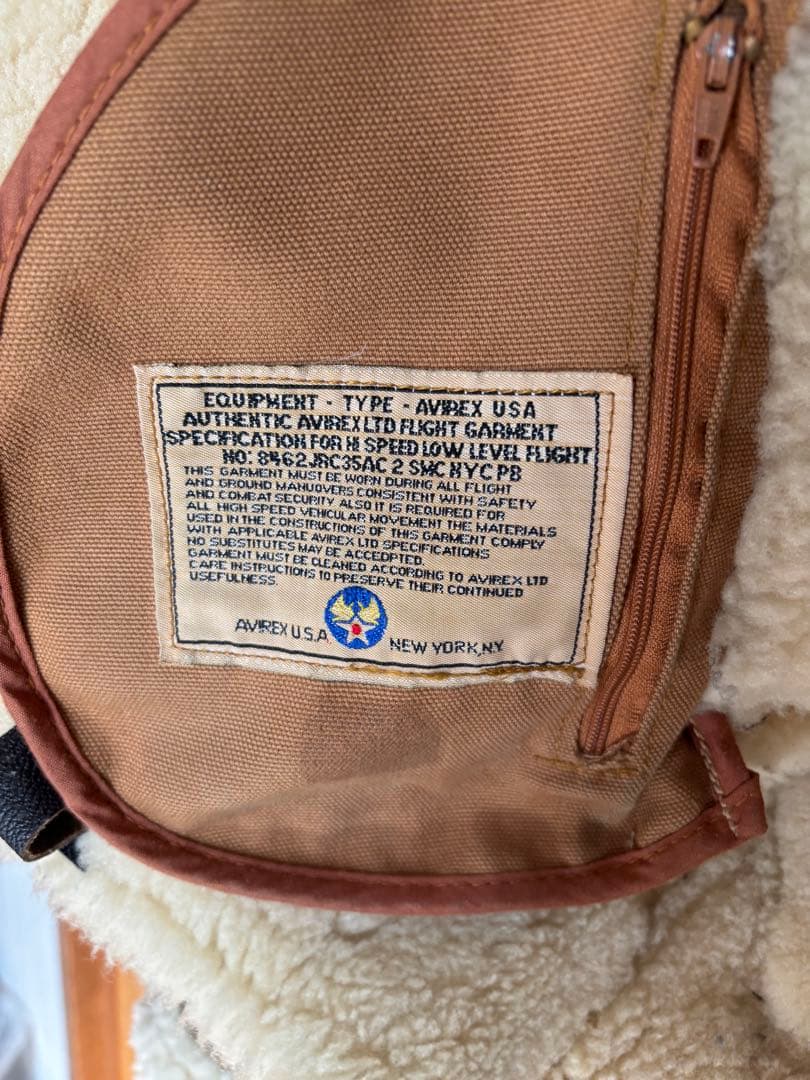 EQUIPMENT - TYPE - AVIREX USA
AUTHENTIC AVIREX LTD FLIGHT GARMENT
SPECIFICATION FOR HI SPEED LOW LEVEL FLIGHT
NO: 8462JRC35AC 2 SMC NYC PB
THIS GARMENT MUST BE WORN DURING ALL FLIGHT
AND GROUND MANUOVERS CONSISTENT WITH SAFETY
AND COMBAT SECURITY ALSO IT IS REQUIRED FOR
ALL HIGH SPEED VEHICULAR MOVEMENT THE MATERIALS
USED IN THE CONSTRUCTIONS OF THIS GARMENT COMPLY
WITH APPLICABLE AVIREX LTD SPECIFICATIONS
NO SUBSTITUTES MAY BE ACCEOPTED.
GARMENT MUST BE CLEANED ACCORDING TO AVIREX LTD
CARE INSTRUCTIONS TO PRESERVE THEIR CONTINUED
USEFULNESS.
AVIREX U.S.A. NEW YORK, N.Y.